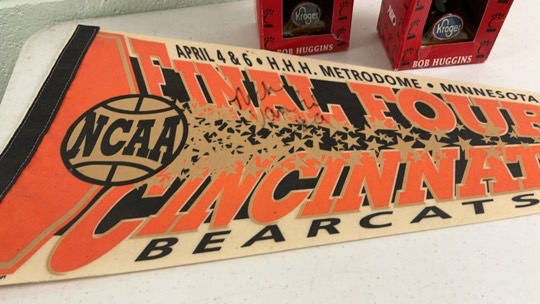 Kroger
BOB HUGGINS
Kroger
BOB HUGGINS
APRIL 4 & 6 • H.H.H. METRODOME • MINNESOTA
FINAL FOUR
NCAA
CINCINNATI
BEARCATS